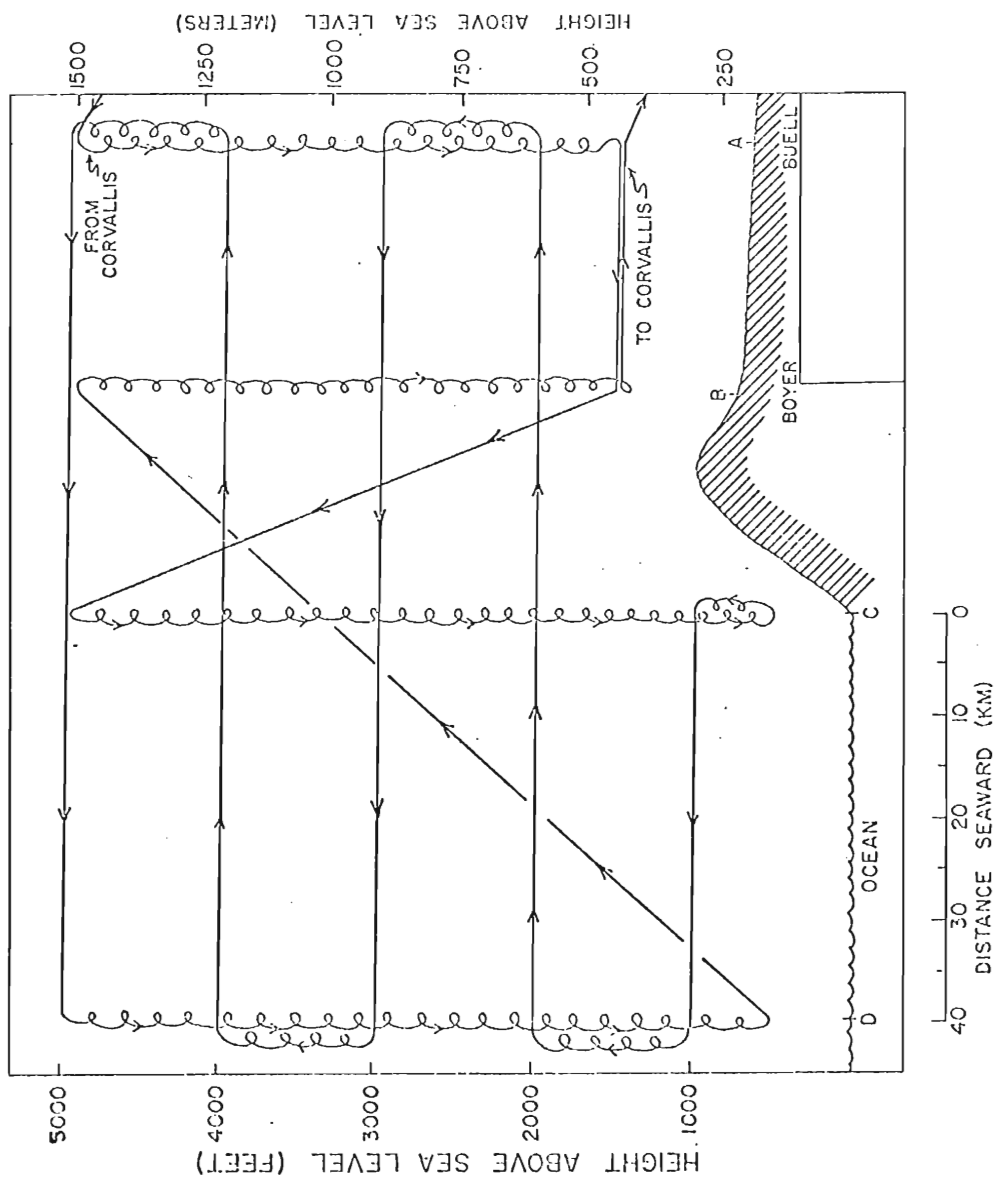 HEIGHT ABOVE SEA LEVEL (FEET)
5000
4000
3000
2000
1000
HEIGHT ABOVE SEA LEVEL (METERS)
1500
1250
1000
750
500
250
FROM
CORVALLIS
TO CORVALLIS
A
BUELL
B
BOYER
C
D
OCEAN
40
30
20
10
0
DISTANCE SEAWARD (KM)